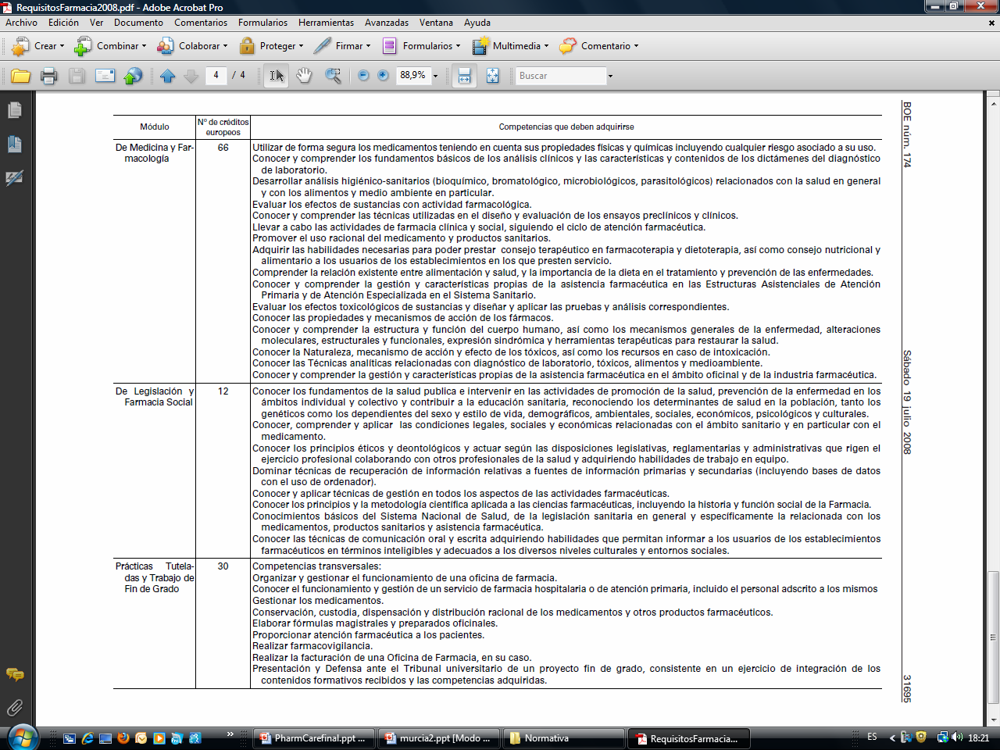 RequisitosFarmacia2008.pdf - Adobe Acrobat Pro
Archivo Edición Ver Documento Comentarios Formularios Herramientas Avanzadas Ventana Ayuda
Crear Combinar Colaborar Proteger Firmar Formularios Multimedia Comentario
4 / 4 88,9% Buscar
BOE núm. 174
Sábado 19 julio 2008
31695
Módulo
Nº de créditos
europeos
Competencias que deben adquirirse
De Medicina y Far-
macología
66
Utilizar de forma segura los medicamentos teniendo en cuenta sus propiedades físicas y químicas incluyendo cualquier riesgo asociado a su uso.
Conocer y comprender los fundamentos básicos de los análisis clínicos y las características y contenidos de los dictámenes del diagnóstico
de laboratorio.
Desarrollar análisis higiénico-sanitarios (bioquímico, bromatológico, microbiológicos, parasitológicos) relacionados con la salud en general
y con los alimentos y medio ambiente en particular.
Evaluar los efectos de sustancias con actividad farmacológica.
Conocer y comprender las técnicas utilizadas en el diseño y evaluación de los ensayos preclínicos y clínicos.
Llevar a cabo las actividades de farmacia clínica y social, siguiendo el ciclo de atención farmacéutica.
Promover el uso racional del medicamento y productos sanitarios.
Adquirir las habilidades necesarias para poder prestar consejo terapéutico en farmacoterapia y dietoterapia, así como consejo nutricional y
alimentario a los usuarios de los establecimientos en los que presten servicio.
Comprender la relación existente entre alimentación y salud, y la importancia de la dieta en el tratamiento y prevención de las enfermedades.
Conocer y comprender la gestión y características propias de la asistencia farmacéutica en las Estructuras Asistenciales de Atención
Primaria y de Atención Especializada en el Sistema Sanitario.
Evaluar los efectos toxicológicos de sustancias y diseñar y aplicar las pruebas y análisis correspondientes.
Conocer las propiedades y mecanismos de acción de los fármacos.
Conocer y comprender la estructura y función del cuerpo humano, así como los mecanismos generales de la enfermedad, alteraciones
moleculares, estructurales y funcionales, expresión sindrómica y herramientas terapéuticas para restaurar la salud.
Conocer la Naturaleza, mecanismo de acción y efecto de los tóxicos, así como los recursos en caso de intoxicación.
Conocer las Técnicas analíticas relacionadas con diagnóstico de laboratorio, tóxicos, alimentos y medioambiente.
Conocer y comprender la gestión y características propias de la asistencia farmacéutica en el ámbito oficinal y de la industria farmacéutica.
De Legislación y
Farmacia Social
12
Conocer los fundamentos de la salud publica e intervenir en las actividades de promoción de la salud, prevención de la enfermedad en los
ámbitos individual y colectivo y contribuir a la educación sanitaria, reconociendo los determinantes de salud en la población, tanto los
genéticos como los dependientes del sexo y estilo de vida, demográficos, ambientales, sociales, económicos, psicológicos y culturales.
Conocer, comprender y aplicar las condiciones legales, sociales y económicas relacionadas con el ámbito sanitario y en particular con el
medicamento.
Conocer los principios éticos y deontológicos y actuar según las disposiciones legislativas, reglamentarias y administrativas que rigen el
ejercicio profesional colaborando con otros profesionales de la salud y adquiriendo habilidades de trabajo en equipo.
Dominar técnicas de recuperación de información relativas a fuentes de información primarias y secundarias (incluyendo bases de datos
con el uso de ordenador).
Conocer y aplicar técnicas de gestión en todos los aspectos de las actividades farmacéuticas.
Conocer los principios y la metodología científica aplicada a las ciencias farmacéuticas, incluyendo la historia y función social de la Farmacia.
Conocimientos básicos del Sistema Nacional de Salud, de la legislación sanitaria en general y específicamente la relacionada con los
medicamentos, productos sanitarios y asistencia farmacéutica.
Conocer las técnicas de comunicación oral y escrita adquiriendo habilidades que permitan informar a los usuarios de los establecimientos
farmacéuticos en términos inteligibles y adecuados a los diversos niveles culturales y entornos sociales.
Prácticas Tutela-
das y Trabajo de
Fin de Grado
30
Competencias transversales:
Organizar y gestionar el funcionamiento de una oficina de farmacia.
Conocer el funcionamiento y gestión de un servicio de farmacia hospitalaria o de atención primaria, incluido el personal adscrito a los mismos
Gestionar los medicamentos.
Conservación, custodia, dispensación y distribución racional de los medicamentos y otros productos farmacéuticos.
Elaborar fórmulas magistrales y preparados oficinales.
Proporcionar atención farmacéutica a los pacientes.
Realizar farmacovigilancia.
Realizar la facturación de una Oficina de Farmacia, en su caso.
Presentación y Defensa ante el Tribunal universitario de un proyecto fin de grado, consistente en un ejercicio de integración de los
contenidos formativos recibidos y las competencias adquiridas.
» PharmCarefinal.ppt ... murcia2.ppt [Modo ... Normativa RequisitosFarmacia... ES 18:21